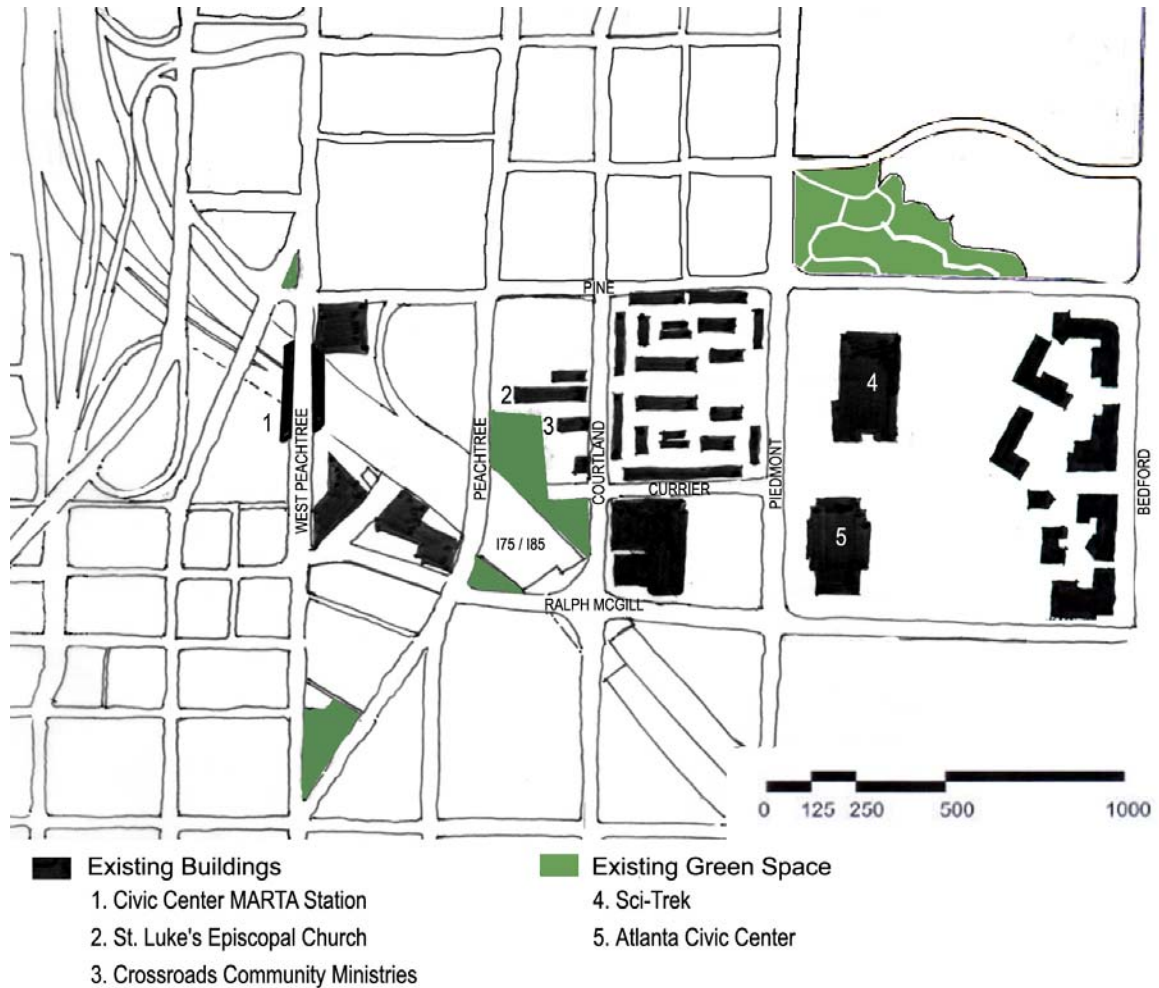 PINE
4
2
3
1
WEST PEACHTREE
PEACHTREE
COURTLAND
CURRIER
PIEDMONT
BEDFORD
5
I75 / I85
RALPH MCGILL
0 125 250 500 1000
Existing Buildings
1. Civic Center MARTA Station
2. St. Luke's Episcopal Church
3. Crossroads Community Ministries
Existing Green Space
4. Sci-Trek
5. Atlanta Civic Center